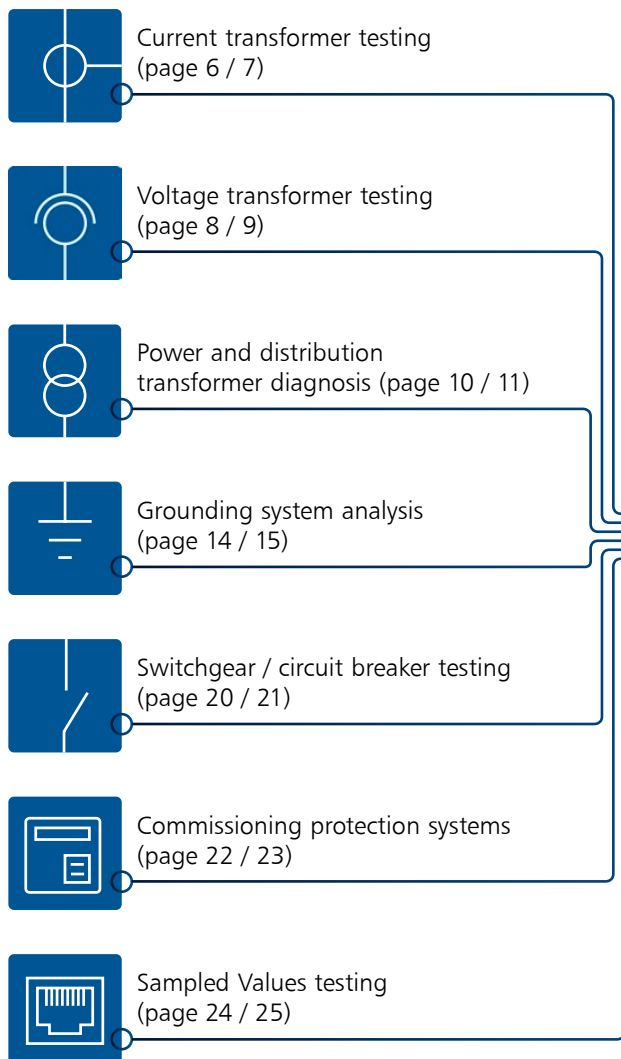 Current transformer testing
(page 6 / 7)
Voltage transformer testing
(page 8 / 9)
Power and distribution
transformer diagnosis (page 10 / 11)
Grounding system analysis
(page 14 / 15)
Switchgear / circuit breaker testing
(page 20 / 21)
Commissioning protection systems
(page 22 / 23)
Sampled Values testing
(page 24 / 25)